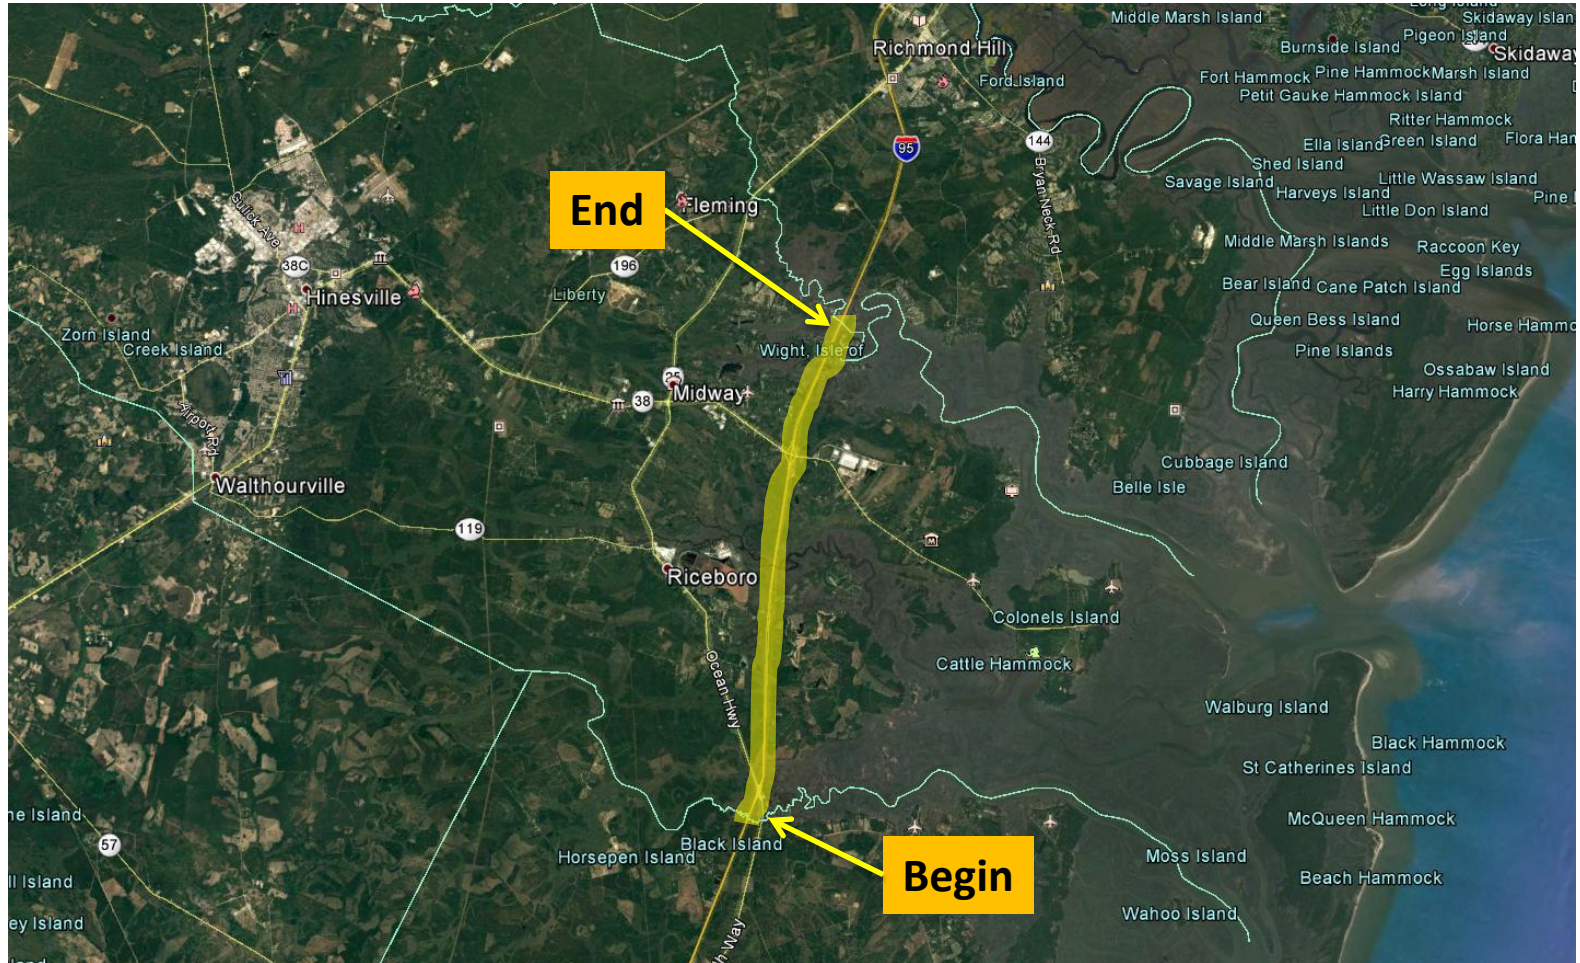 Long Island
Middle Marsh Island
Skidaway Islan
Pigeon Island
Burnside Island
Skidaway
Richmond Hill
Ford Island
Fort Hammock
Pine Hammock
Marsh Island
Petit Gauke Hammock Island
Ritter Hammock
Ella Island
Green Island
Flora Ham
Shed Island
95
144
Bryan Neck Rd
Savage Island
Little Wassaw Island
Harveys Island
Pine I
Little Don Island
End
Fleming
Middle Marsh Islands
Raccoon Key
Egg Islands
38C
Hinesville
196
Liberty
Bear Island
Cane Patch Island
Queen Bess Island
Horse Hammo
Zorn Island
Creek Island
Wight, Isle of
Pine Islands
Ossabaw Island
Harry Hammock
25
38
Midway
Airport Rd
Walthourville
Cubbage Island
Belle Isle
119
Riceboro
Colonels Island
Ocean Hwy
Cattle Hammock
Walburg Island
Black Hammock
St Catherines Island
ne Island
57
Black Island
Horsepen Island
McQueen Hammock
Moss Island
Begin
ll Island
Beach Hammock
ey Island
Wahoo Island
th Way